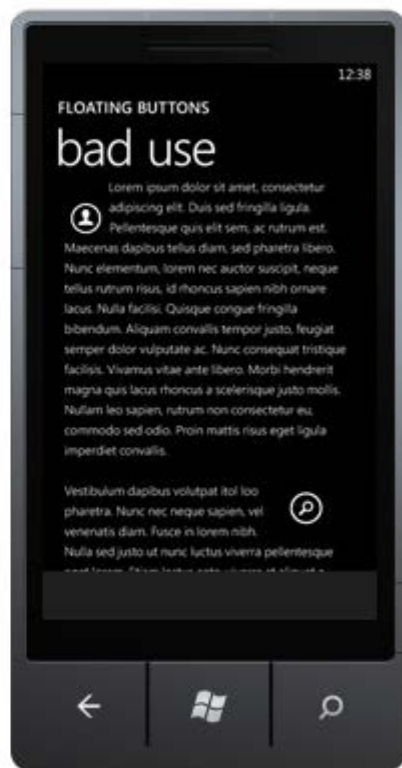 12:38
FLOATING BUTTONS
bad use
Lorem ipsum dolor sit amet, consectetur
adipiscing elit. Duis sed fringilla ligula.
Pellentesque quis elit sem, ac rutrum est.
Maecenas dapibus tellus diam, sed pharetra libero.
Nunc elementum, lorem nec auctor suscipit, neque
tellus rutrum risus, id rhoncus sapien nibh ornare
lacus. Nulla facilisi. Quisque congue fringilla
bibendum. Aliquam convallis tempor justo, feugiat
semper dolor vulputate ac. Nunc consequat tristique
facilisis. Vivamus vitae ante libero. Morbi hendrerit
magna quis lacus rhoncus a scelerisque justo mollis.
Nullam leo sapien, rutrum non consectetur eu,
commodo sed odio. Proin mattis risus eget ligula
imperdiet convallis.
Vestibulum dapibus volutpat itol loo
pharetra. Nunc nec neque sapien, vel
venenatis diam. Fusce in lorem nibh.
Nulla sed justo ut nunc luctus viverra pellentesque